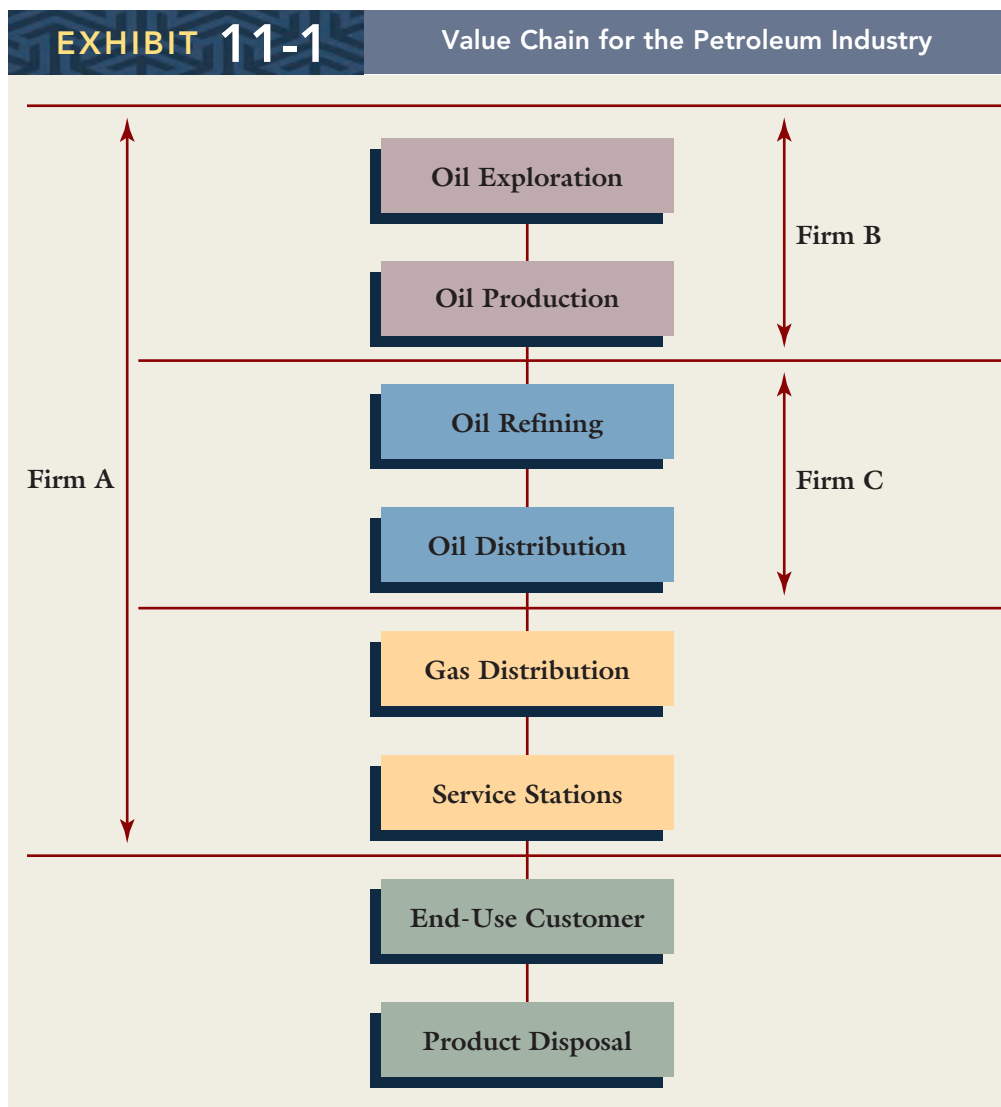 EXHIBIT 11-1
Value Chain for the Petroleum Industry
Oil Exploration
Firm B
Oil Production
Oil Refining
Firm A
Firm C
Oil Distribution
Gas Distribution
Service Stations
End-Use Customer
Product Disposal